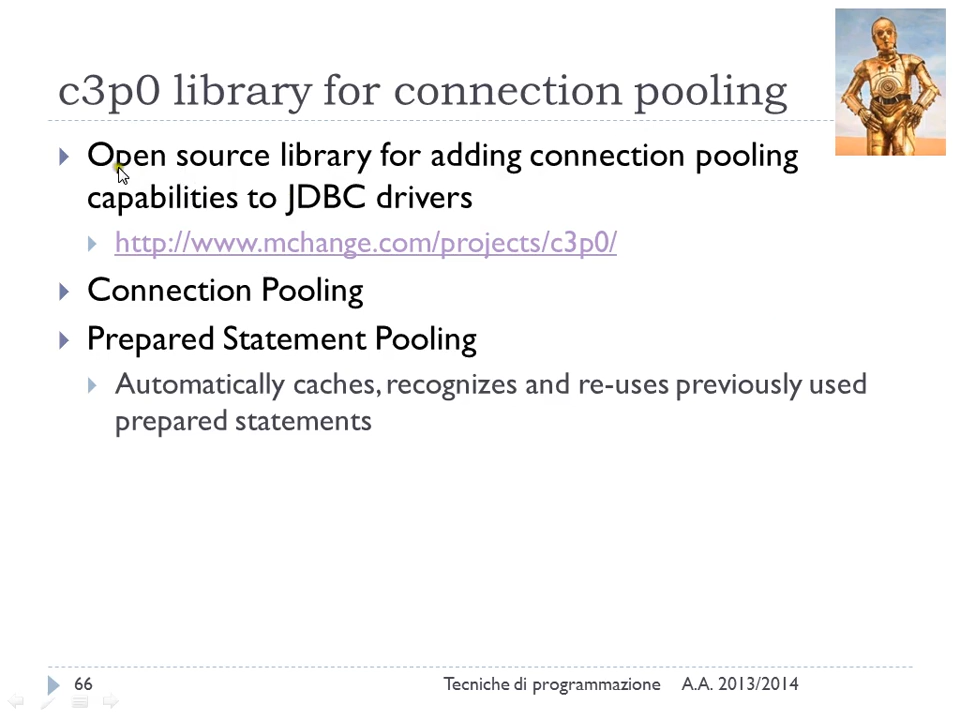 c3p0 library for connection pooling
Open source library for adding connection pooling
capabilities to JDBC drivers
http://www.mchange.com/projects/c3p0/
Connection Pooling
Prepared Statement Pooling
Automatically caches, recognizes and re-uses previously used
prepared statements
66 Tecniche di programmazione A.A. 2013/2014